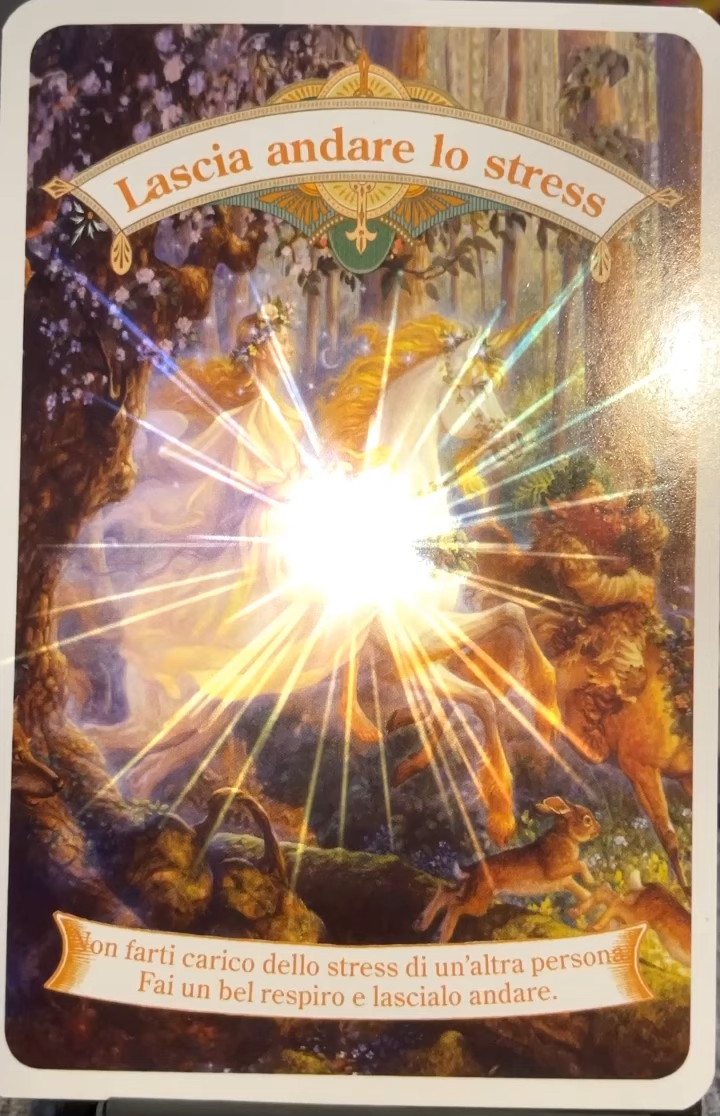 Lascia andare lo stress
Non farti carico dello stress di un'altra persona
Fai un bel respiro e lascialo andare.